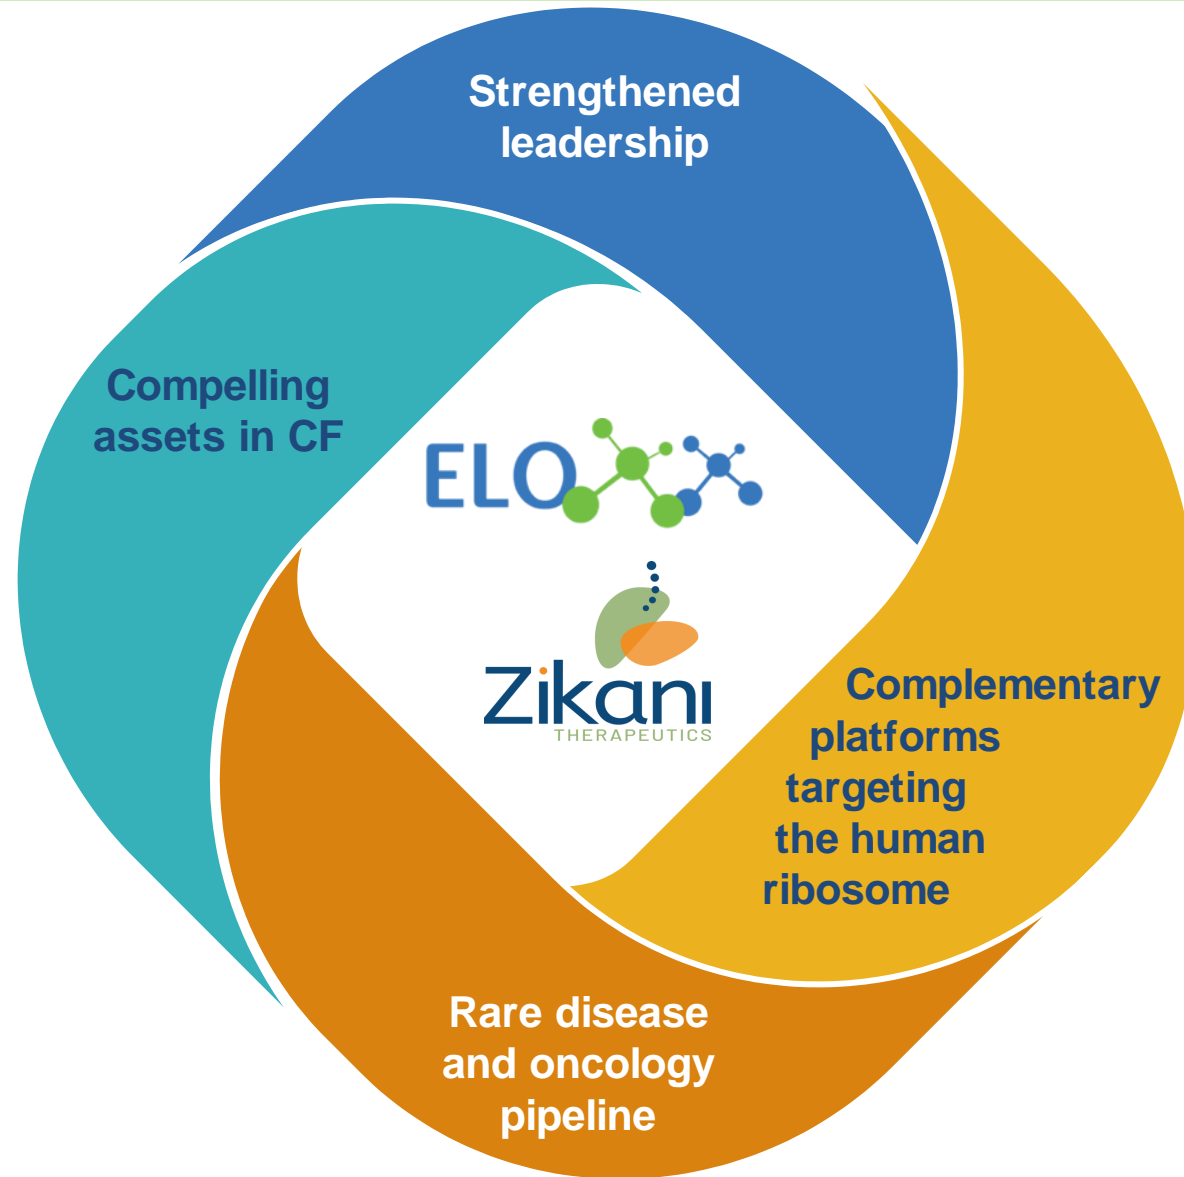 Strengthened
leadership
Compelling
assets in CF
ELOXX
Zikani
THERAPEUTICS
Complementary
platforms
targeting
the human
ribosome
Rare disease
and oncology
pipeline